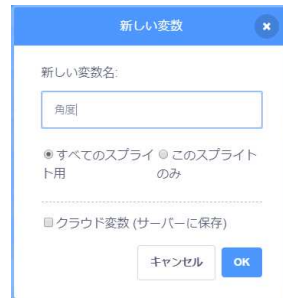 新しい変数
新しい変数名:
角度
すべてのスプライ このスプライト
ト用 のみ
クラウド変数 (サーバーに保存)
キャンセル OK